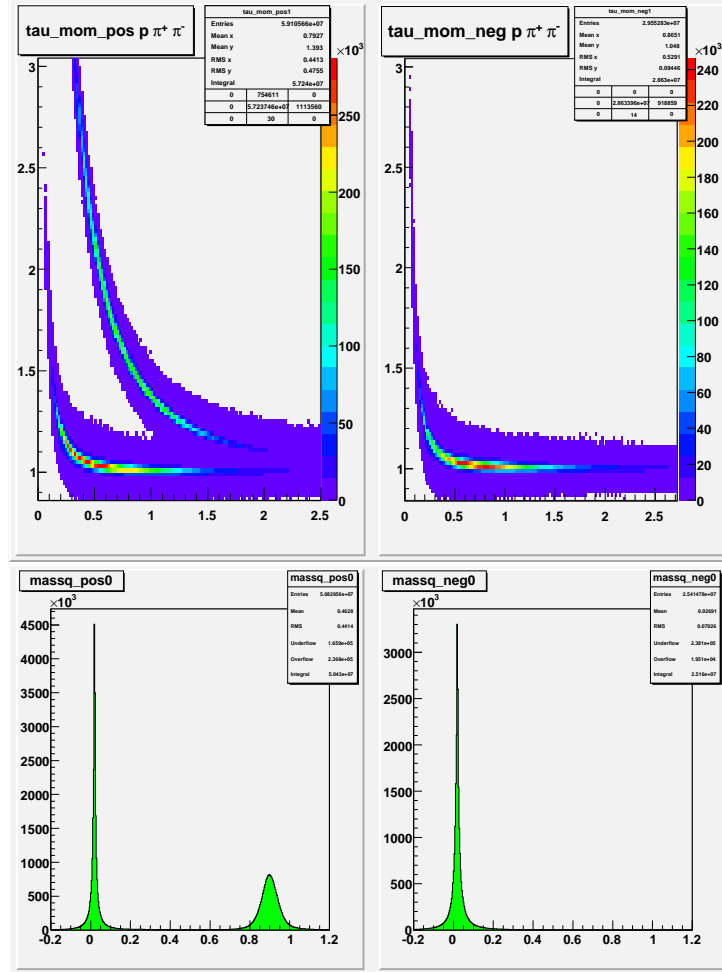 tau_mom_pos p π⁺ π⁻
tau_mom_pos1
Entries 5.910566e+07
Mean x 0.7927
Mean y 1.393
RMS x 0.4413
RMS y 0.4755
Integral 5.724e+07
0 754611 0
0 5.723746e+07 1113560
0 30 0
×10³
3
2.5
2
1.5
1
0 0.5 1 1.5 2 2.5
250
200
150
100
50
0
tau_mom_neg p π⁺ π⁻
tau_mom_neg1
Entries 2.955283e+07
Mean x 0.8651
Mean y 1.048
RMS x 0.5291
RMS y 0.09446
Integral 2.863e+07
0 0 0
0 2.863396e+07 918859
0 14 0
×10³
3
2.5
2
1.5
1
0 0.5 1 1.5 2 2.5
240
220
200
180
160
140
120
100
80
60
40
20
0
massq_pos0
massq_pos0
Entries 5.082956e+07
Mean 0.4628
RMS 0.4414
Underflow 1.659e+05
Overflow 2.368e+05
Integral 5.043e+07
×10³
4500
4000
3500
3000
2500
2000
1500
1000
500
0
-0.2 0 0.2 0.4 0.6 0.8 1 1.2
massq_neg0
massq_neg0
Entries 2.541478e+07
Mean 0.02691
RMS 0.07026
Underflow 2.381e+05
Overflow 1.951e+04
Integral 2.516e+07
×10³
3000
2500
2000
1500
1000
500
0
-0.2 0 0.2 0.4 0.6 0.8 1 1.2